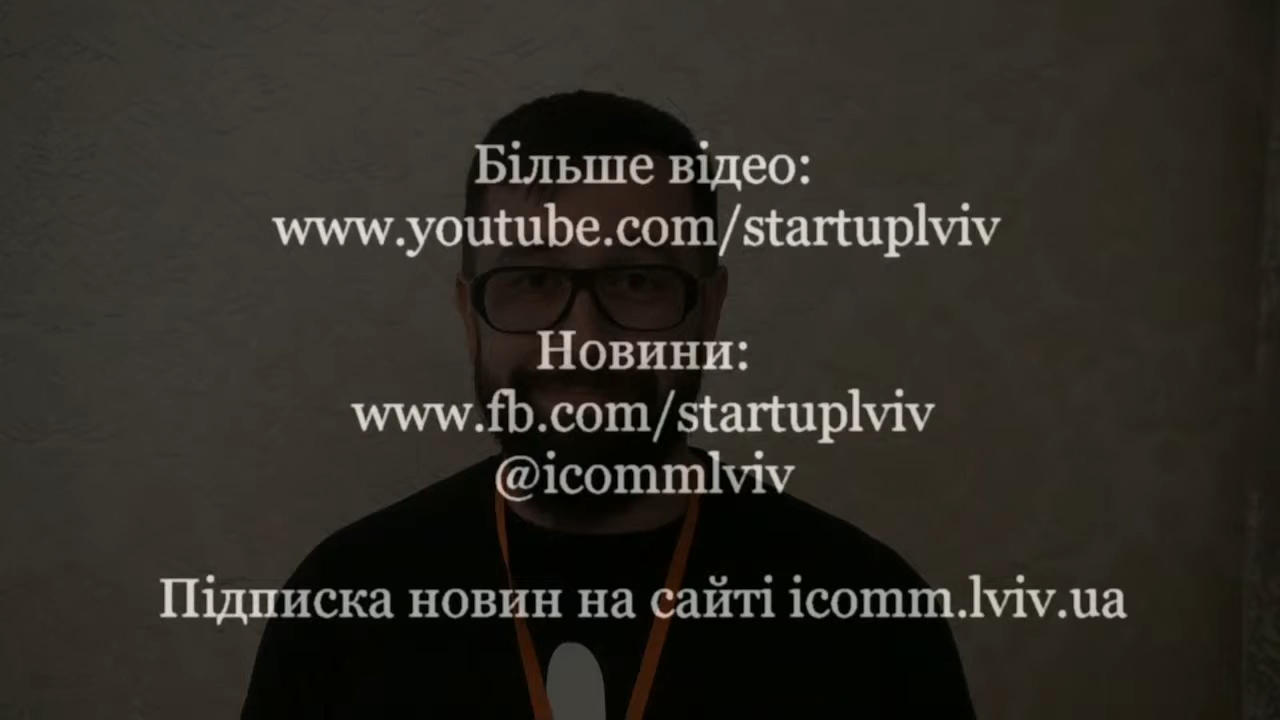 Більше відео:
www.youtube.com/startuplviv
Новини:
www.fb.com/startuplviv
@icommlviv
Підписка новин на сайті icomm.lviv.ua